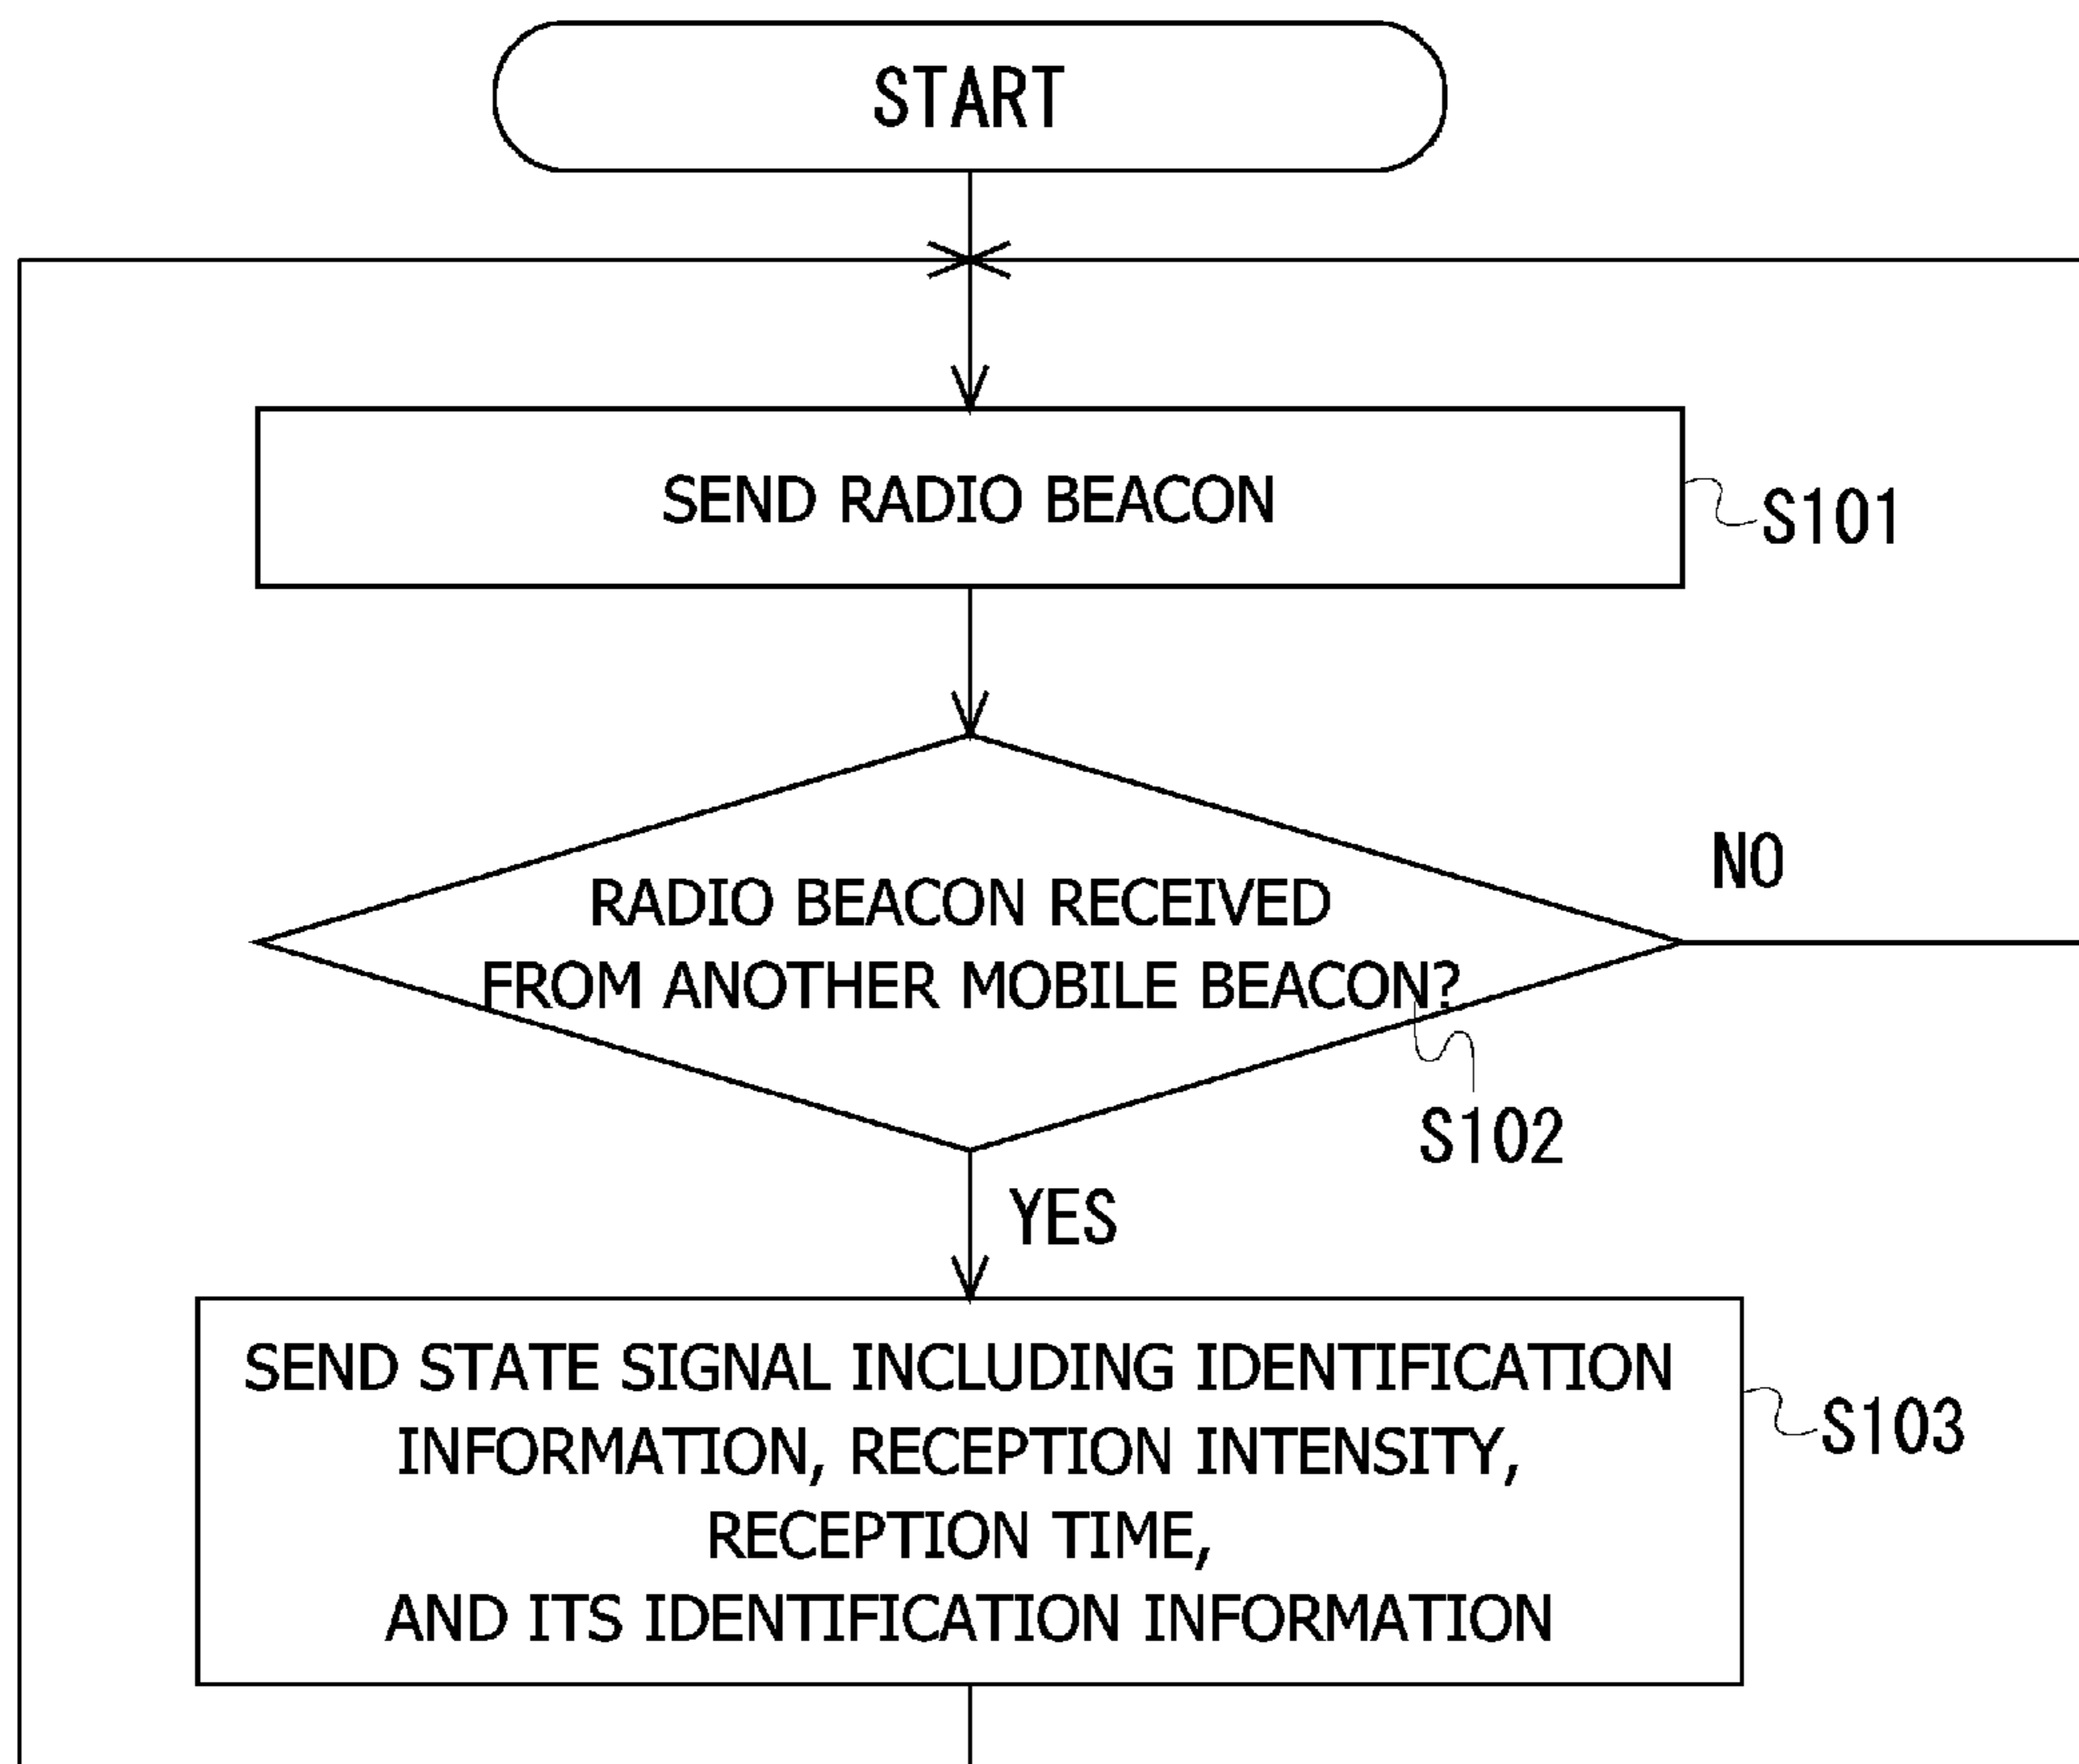 START
SEND RADIO BEACON
S101
RADIO BEACON RECEIVED
FROM ANOTHER MOBILE BEACON?
NO
S102
YES
SEND STATE SIGNAL INCLUDING IDENTIFICATION
INFORMATION, RECEPTION INTENSITY,
RECEPTION TIME,
AND ITS IDENTIFICATION INFORMATION
S103